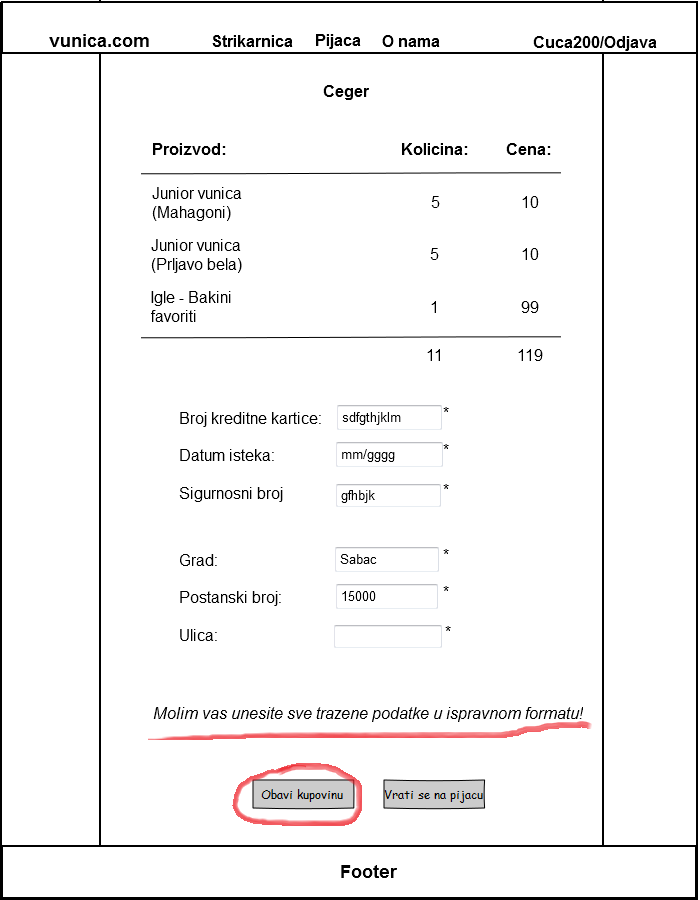 vunica.com Strikarnica Pijaca O nama Cuca200/Odjava
Ceger
Proizvod: Kolicina: Cena:
Junior vunica
(Mahagoni) 5 10
Junior vunica
(Prljavo bela) 5 10
Igle - Bakini
favoriti 1 99
11 119
Broj kreditne kartice: sdfgthjklm *
Datum isteka: mm/gggg *
Sigurnosni broj gfhbjk *
Grad: Sabac *
Postanski broj: 15000 *
Ulica: *
Molim vas unesite sve trazene podatke u ispravnom formatu!
Obavi kupovinu Vrati se na pijacu
Footer